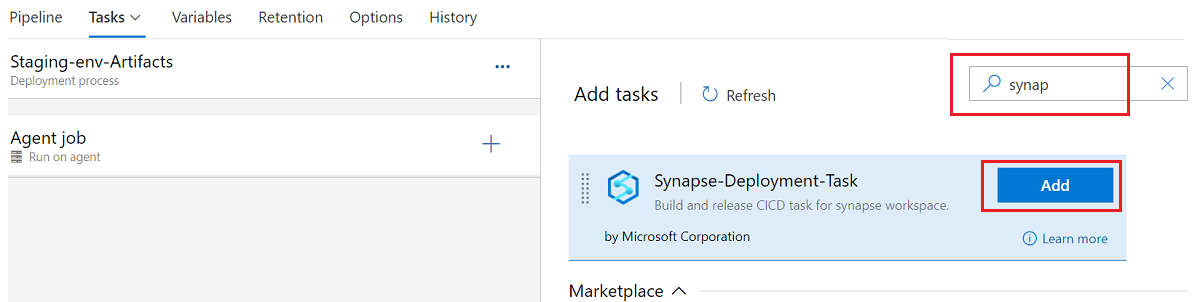 Pipeline Tasks Variables Retention Options History
Staging-env-Artifacts
Deployment process
Agent job
Run on agent
synap
Add tasks Refresh
Synapse-Deployment-Task
Add
Build and release CICD task for synapse workspace.
by Microsoft Corporation
Learn more
Marketplace